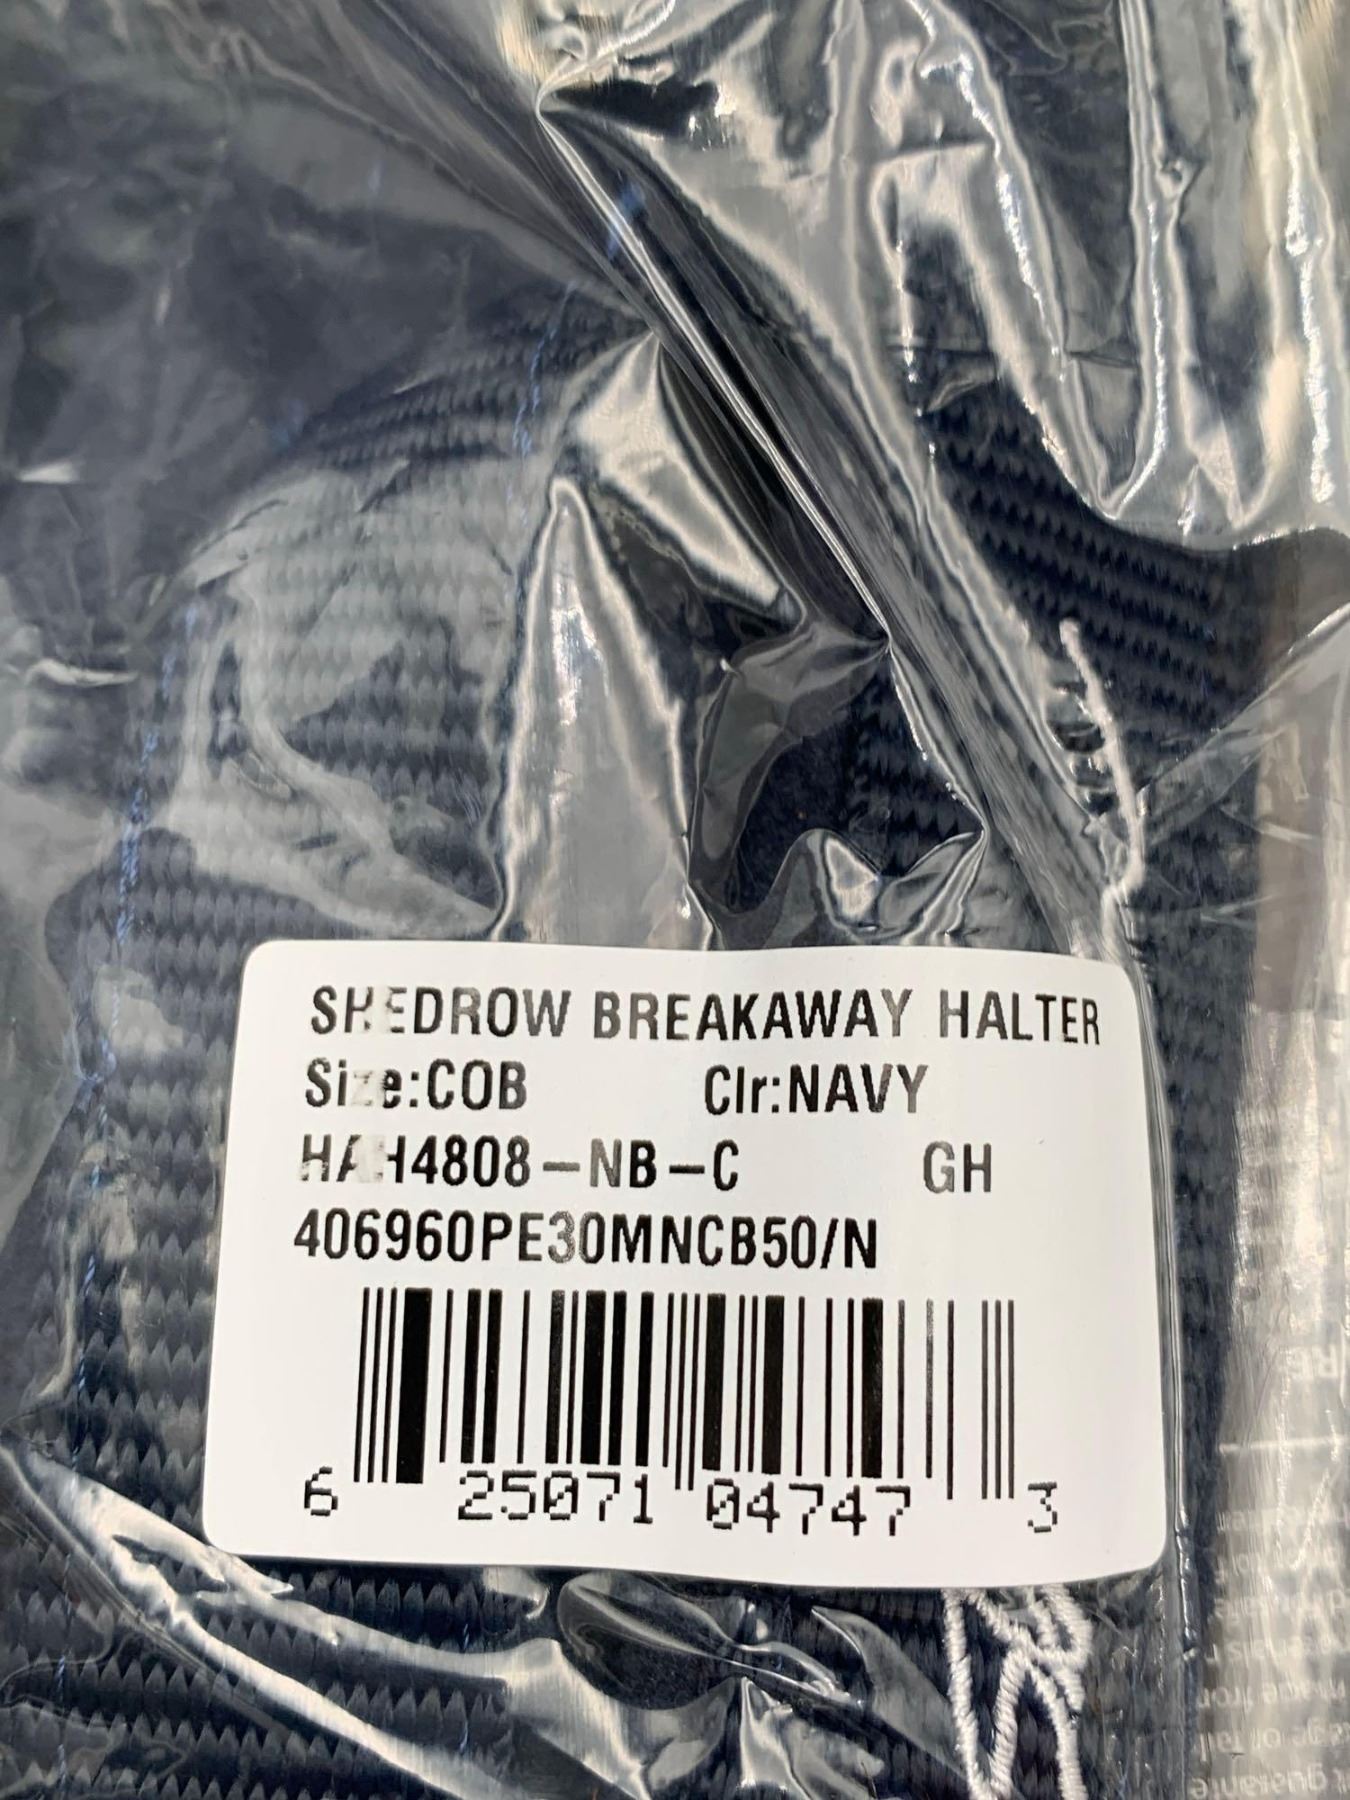 SHEDROW BREAKAWAY HALTER
Size:COB Clr:NAVY
HAH4808-NB-C GH
406960PE30MNCB50/N
6 25071 04747 3